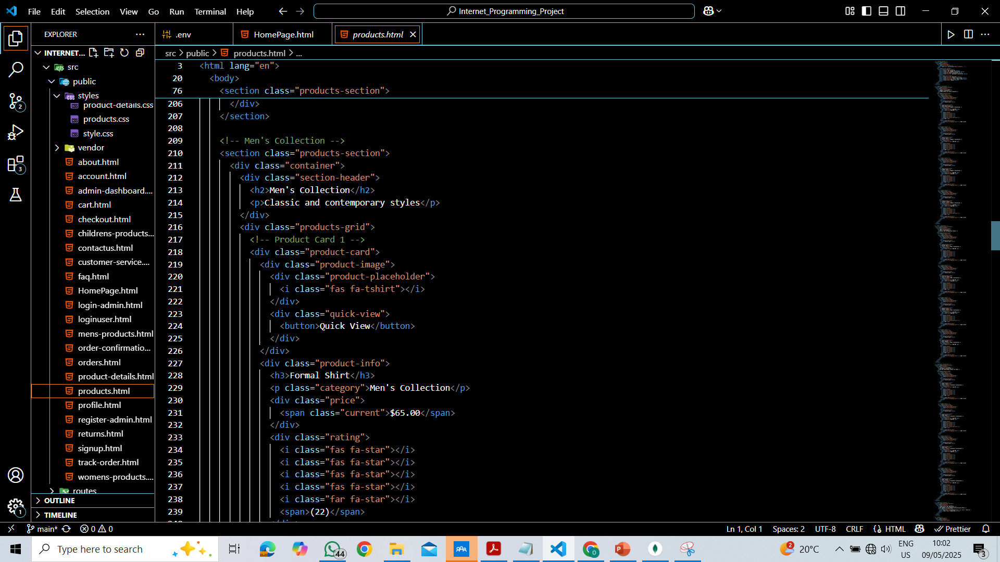 File Edit Selection View Go Run Terminal Help
Internet_Programming_Project
EXPLORER
.env
HomePage.html
products.html
INTERNET...
src > public > products.html > ...
src
public
styles
product-details.css
products.css
style.css
vendor
about.html
account.html
admin-dashboard....
cart.html
checkout.html
childrens-products...
contactus.html
customer-service....
faq.html
HomePage.html
login-admin.html
loginuser.html
mens-products.html
order-confirmatio...
orders.html
product-details.html
products.html
profile.html
register-admin.html
returns.html
signup.html
track-order.html
womens-products....
routes
OUTLINE
TIMELINE
2
3
1
3 <html lang="en">
20 <body>
76 <section class="products-section">
206 </div>
207 </section>
208
209 <!-- Men's Collection -->
210 <section class="products-section">
211 <div class="container">
212 <div class="section-header">
213 <h2>Men's Collection</h2>
214 <p>Classic and contemporary styles</p>
215 </div>
216 <div class="products-grid">
217 <!-- Product Card 1 -->
218 <div class="product-card">
219 <div class="product-image">
220 <div class="product-placeholder">
221 <i class="fas fa-tshirt"></i>
222 </div>
223 <div class="quick-view">
224 <button>Quick View</button>
225 </div>
226 </div>
227 <div class="product-info">
228 <h3>Formal Shirt</h3>
229 <p class="category">Men's Collection</p>
230 <div class="price">
231 <span class="current">$65.00</span>
232 </div>
233 <div class="rating">
234 <i class="fas fa-star"></i>
235 <i class="fas fa-star"></i>
236 <i class="fas fa-star"></i>
237 <i class="fas fa-star"></i>
238 <i class="far fa-star"></i>
239 <span>(22)</span>
main* 0 0
Ln 1, Col 1 Spaces: 2 UTF-8 CRLF HTML Prettier
Type here to search
44
2
20°C
ENG
US
10:02
09/05/2025
3